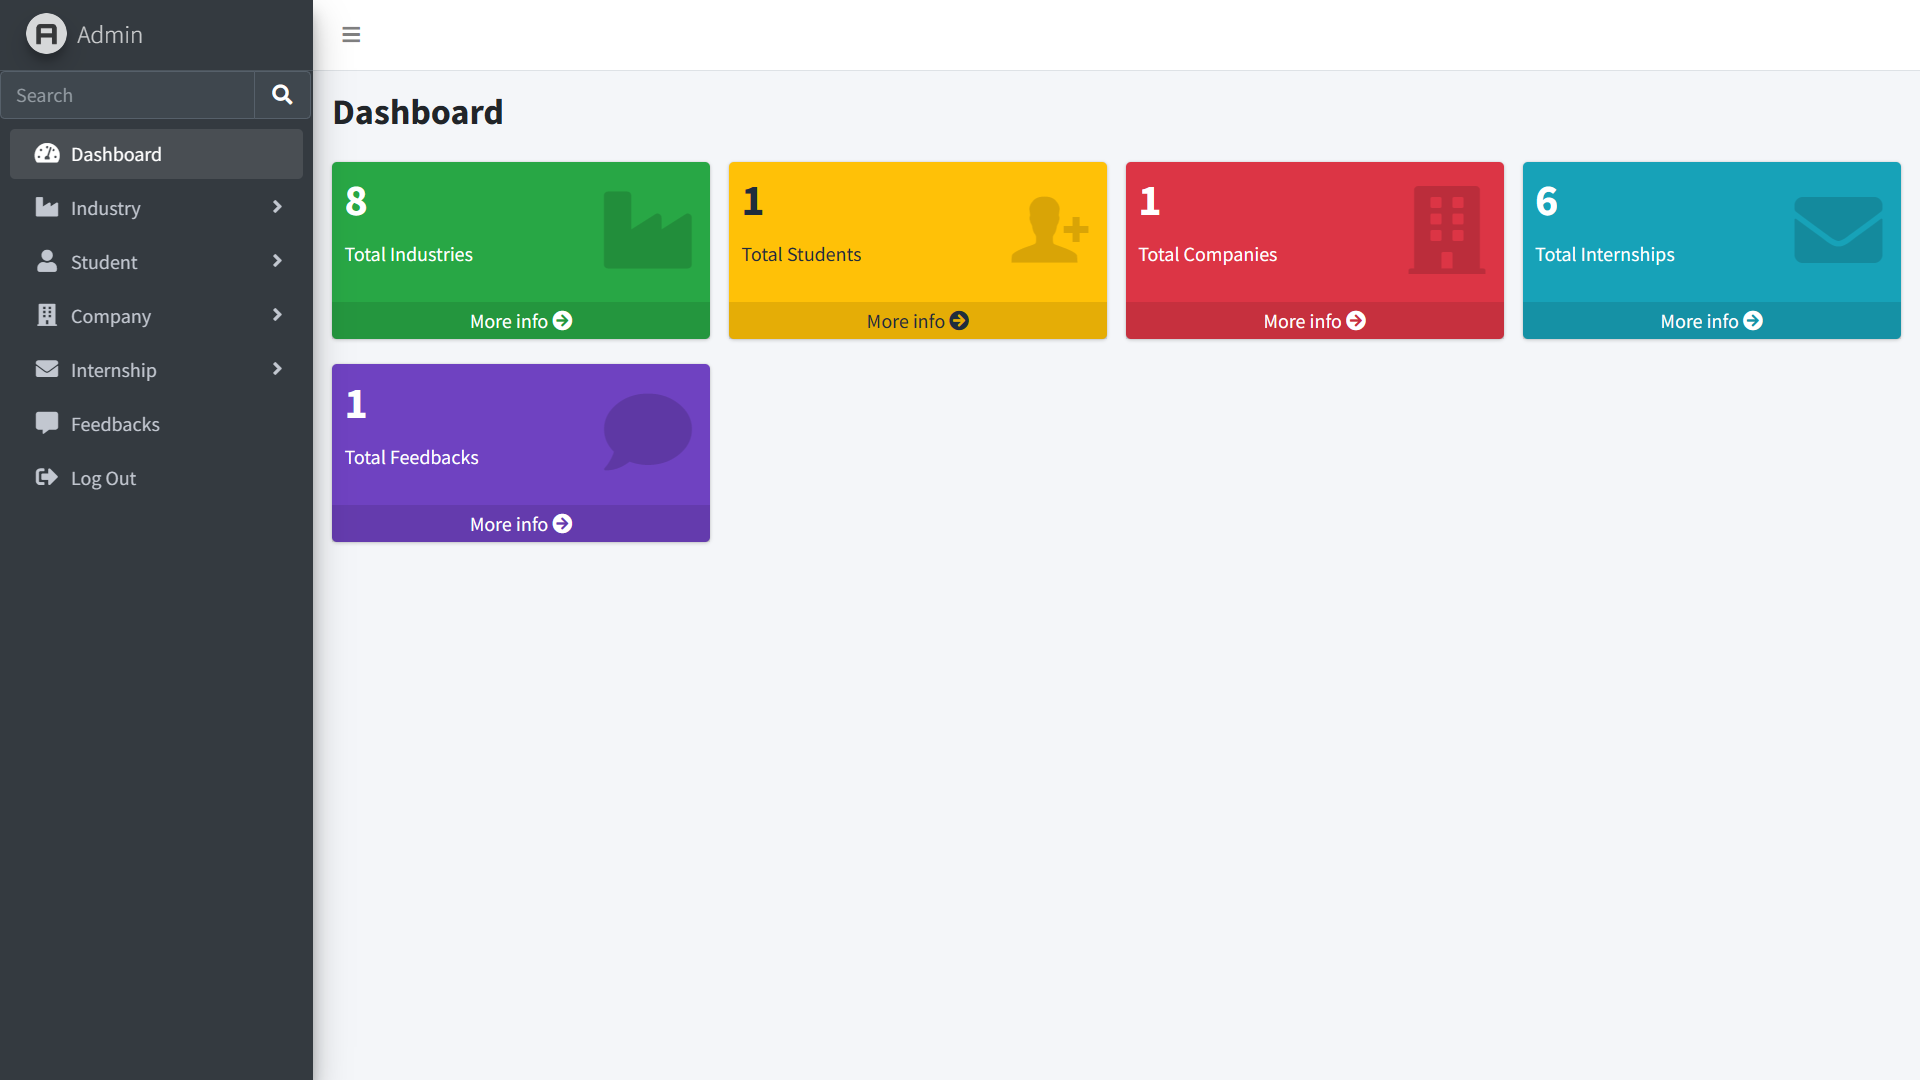 Admin
Search
Dashboard
Industry
Student
Company
Internship
Feedbacks
Log Out
Dashboard
8
Total Industries
More info
1
Total Students
More info
1
Total Companies
More info
6
Total Internships
More info
1
Total Feedbacks
More info